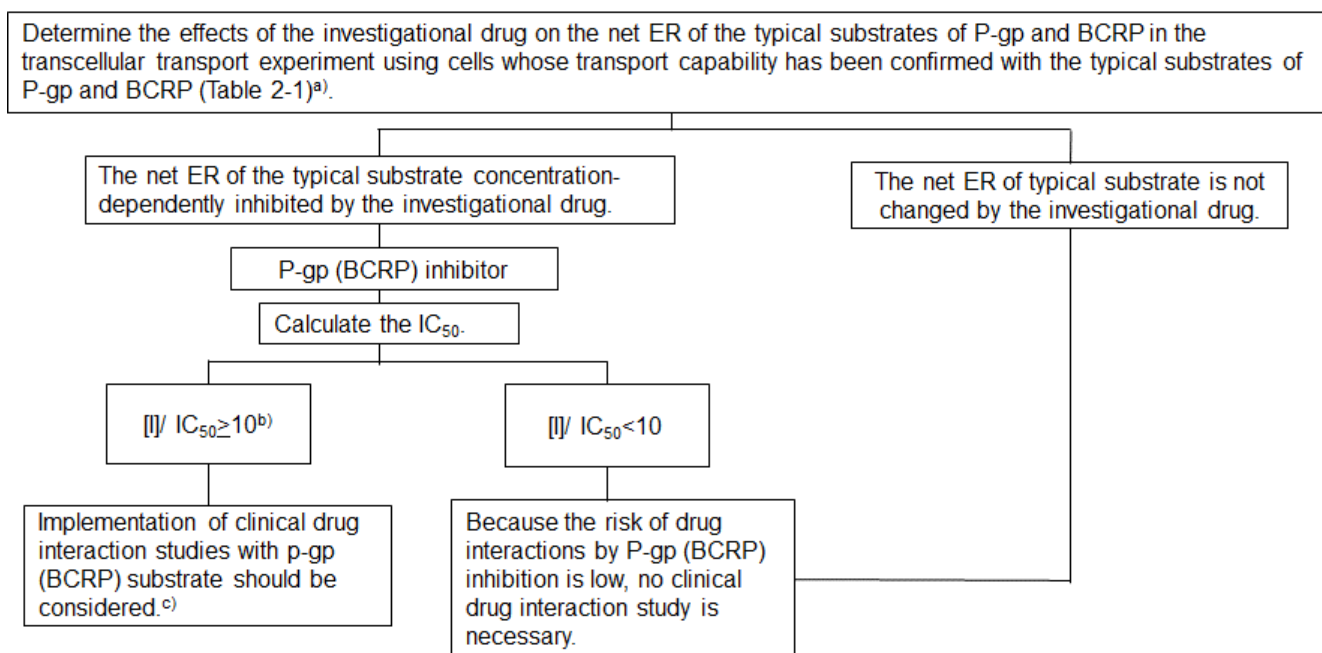 Determine the effects of the investigational drug on the net ER of the typical substrates of P-gp and BCRP in the
transcellular transport experiment using cells whose transport capability has been confirmed with the typical substrates of
P-gp and BCRP (Table 2-1)a).
The net ER of the typical substrate concentration-
dependently inhibited by the investigational drug.
The net ER of typical substrate is not
changed by the investigational drug.
P-gp (BCRP) inhibitor
Calculate the IC50.
[I]/ IC50≥10b)
[I]/ IC50<10
Implementation of clinical drug
interaction studies with p-gp
(BCRP) substrate should be
considered.c)
Because the risk of drug
interactions by P-gp (BCRP)
inhibition is low, no clinical
drug interaction study is
necessary.